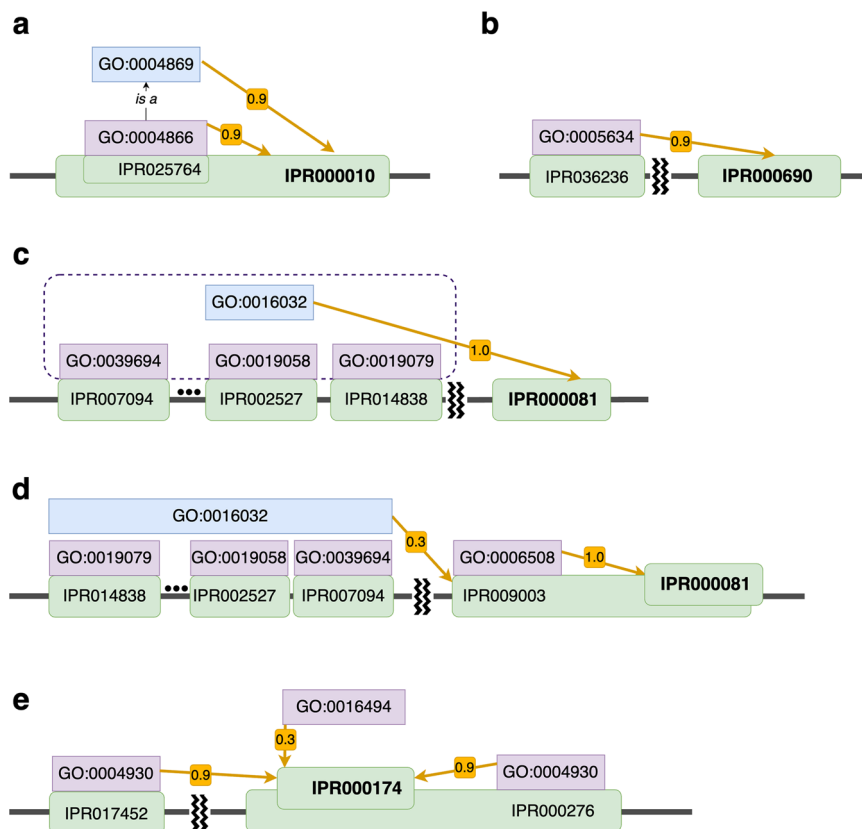 a
GO:0004869
is a
0.9
GO:0004866
0.9
IPR025764
IPR000010
b
GO:0005634
0.9
IPR036236
IPR000690
c
GO:0016032
1.0
GO:0039694
GO:0019058
GO:0019079
IPR007094
IPR002527
IPR014838
IPR000081
d
GO:0016032
0.3
GO:0019079
GO:0019058
GO:0039694
GO:0006508
1.0
IPR014838
IPR002527
IPR007094
IPR009003
IPR000081
e
GO:0016494
0.3
GO:0004930
0.9
IPR000174
0.9
GO:0004930
IPR017452
IPR000276